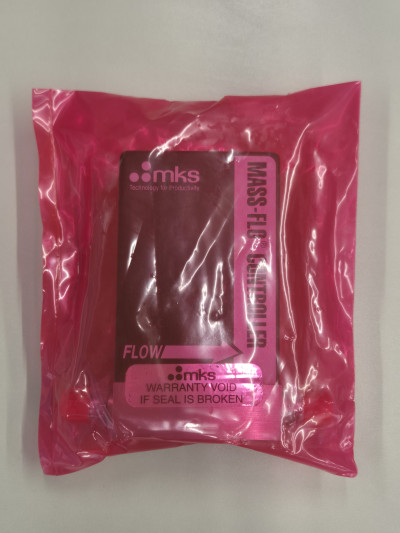 mks
Technology for Productivity
MASS-FLO CONTROLLER
FLOW
mks
WARRANTY VOID
IF SEAL IS BROKEN